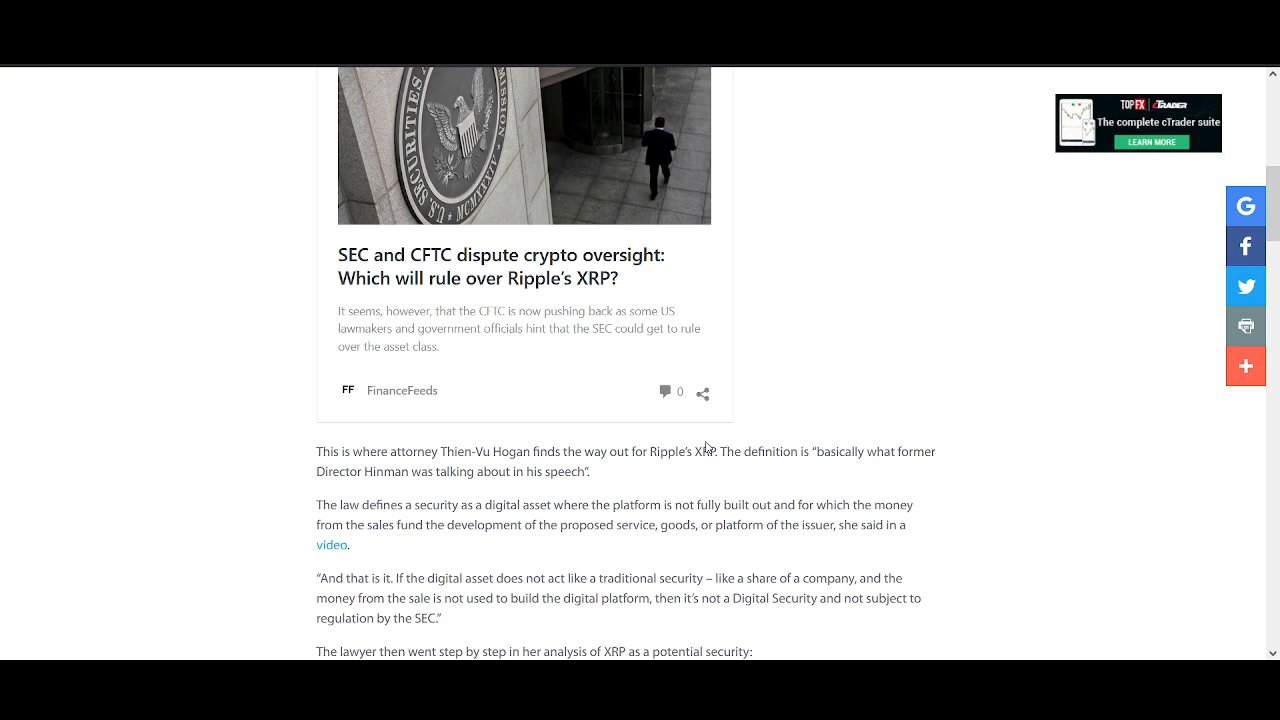 SECURITIES A
MISSION
U.S.
MCMXXXIV
TOPFX cTRADER
The complete cTrader suite
LEARN MORE
SEC and CFTC dispute crypto oversight:
Which will rule over Ripple's XRP?
It seems, however, that the CFTC is now pushing back as some US
lawmakers and government officials hint that the SEC could get to rule
over the asset class.
FF FinanceFeeds 0
This is where attorney Thien-Vu Hogan finds the way out for Ripple's XRP. The definition is “basically what former
Director Hinman was talking about in his speech”.
The law defines a security as a digital asset where the platform is not fully built out and for which the money
from the sales fund the development of the proposed service, goods, or platform of the issuer, she said in a
video.
“And that is it. If the digital asset does not act like a traditional security – like a share of a company, and the
money from the sale is not used to build the digital platform, then it's not a Digital Security and not subject to
regulation by the SEC.”
The lawyer then went step by step in her analysis of XRP as a potential security: